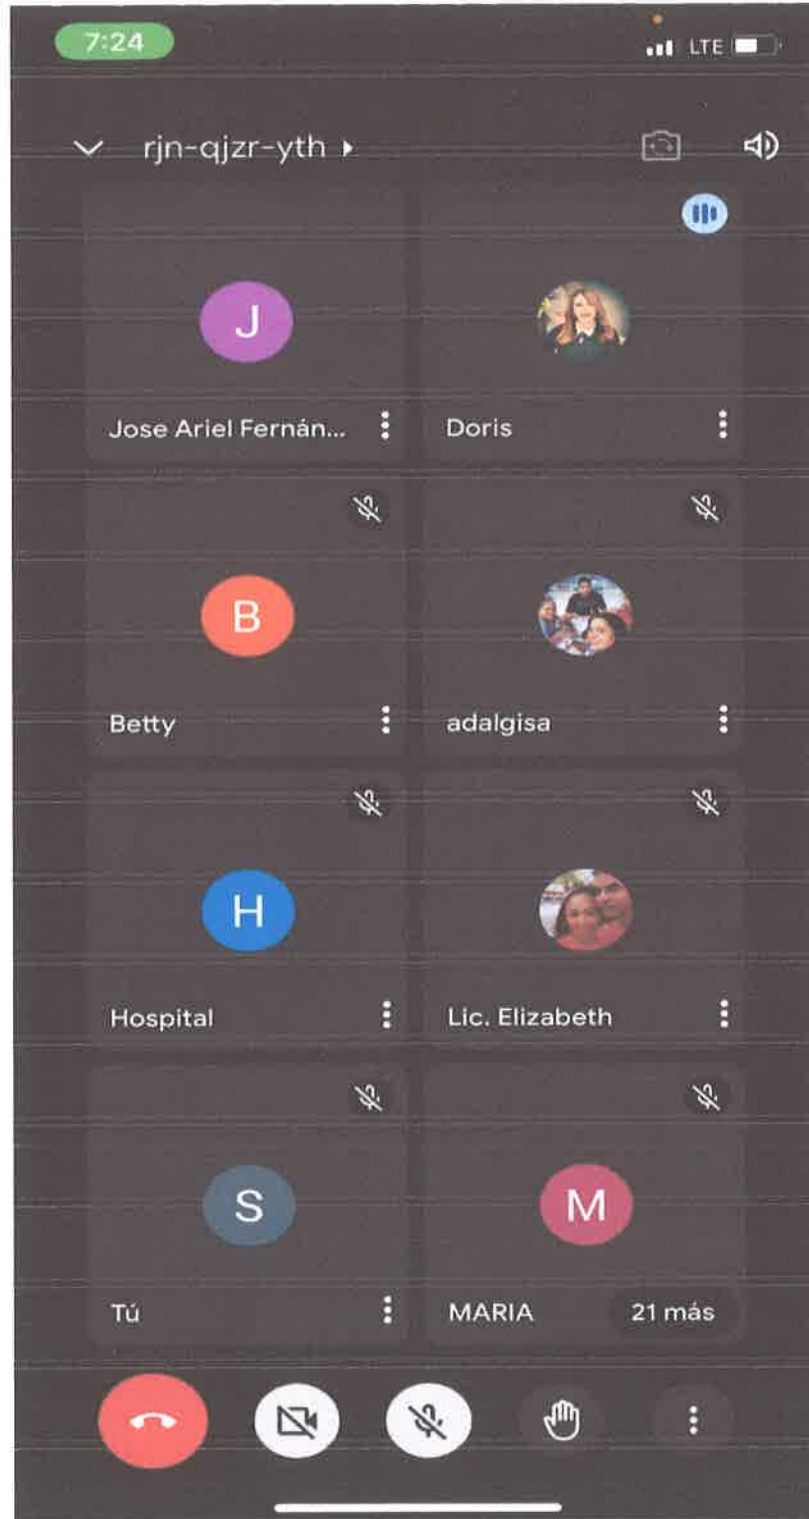 7:24 LTE
rjn-qjzr-yth
J
Jose Ariel Fernán... Doris
B
Betty adalgisa
H
Hospital Lic. Elizabeth
S M
Tú MARIA 21 más